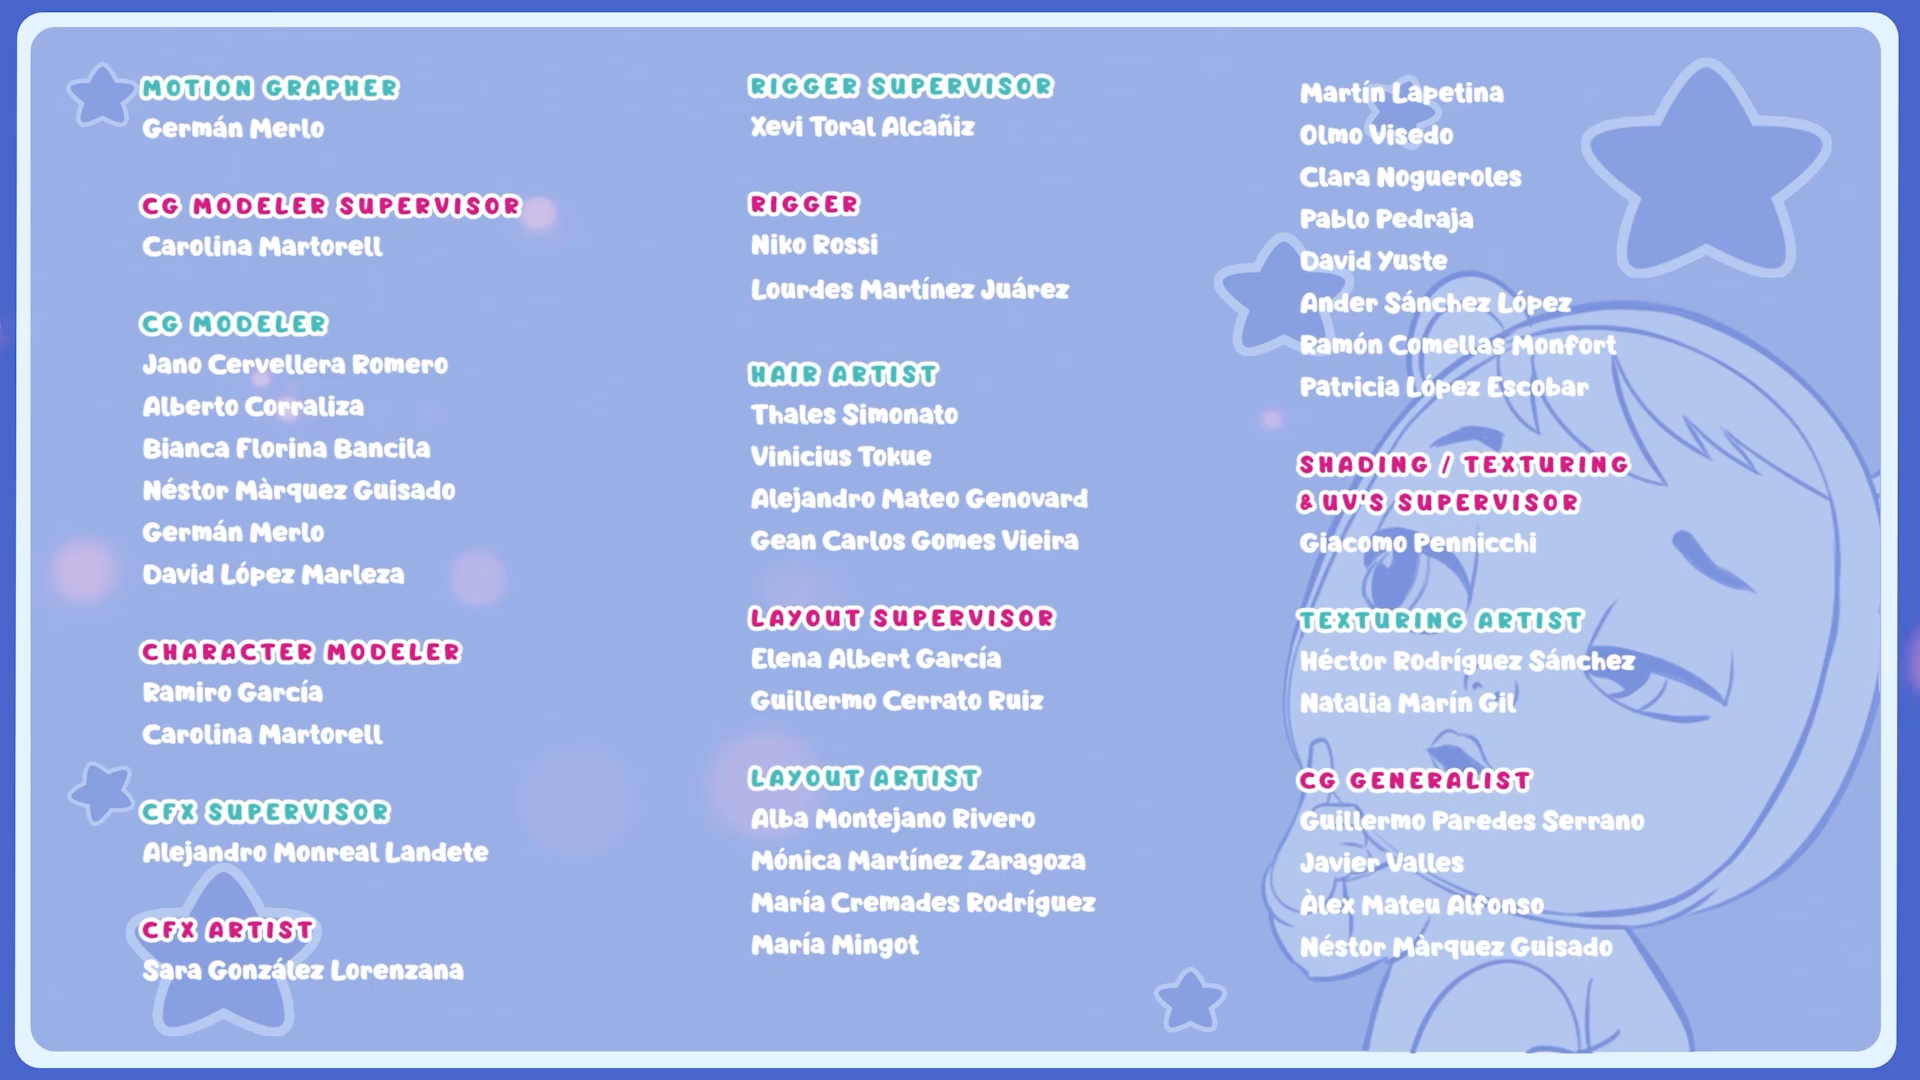 MOTION GRAPHER
Germán Merlo
CG MODELER SUPERVISOR
Carolina Martorell
CG MODELER
Jano Cervellera Romero
Alberto Corraliza
Bianca Florina Bancila
Néstor Màrquez Guisado
Germán Merlo
David López Marleza
CHARACTER MODELER
Ramiro García
Carolina Martorell
CFX SUPERVISOR
Alejandro Monreal Landete
CFX ARTIST
Sara González Lorenzana
RIGGER SUPERVISOR
Xevi Toral Alcañiz
RIGGER
Niko Rossi
Lourdes Martínez Juárez
HAIR ARTIST
Thales Simonato
Vinicius Tokue
Alejandro Mateo Genovard
Gean Carlos Gomes Vieira
LAYOUT SUPERVISOR
Elena Albert García
Guillermo Cerrato Ruiz
LAYOUT ARTIST
Alba Montejano Rivero
Mónica Martínez Zaragoza
María Cremades Rodríguez
María Mingot
Martín Lapetina
Olmo Visedo
Clara Nogueroles
Pablo Pedraja
David Yuste
Ander Sánchez López
Ramón Comellas Monfort
Patricia López Escobar
SHADING / TEXTURING
& UV'S SUPERVISOR
Giacomo Pennicchi
TEXTURING ARTIST
Héctor Rodríguez Sánchez
Natalia Marín Gil
CG GENERALIST
Guillermo Paredes Serrano
Javier Valles
Àlex Mateu Alfonso
Néstor Màrquez Guisado